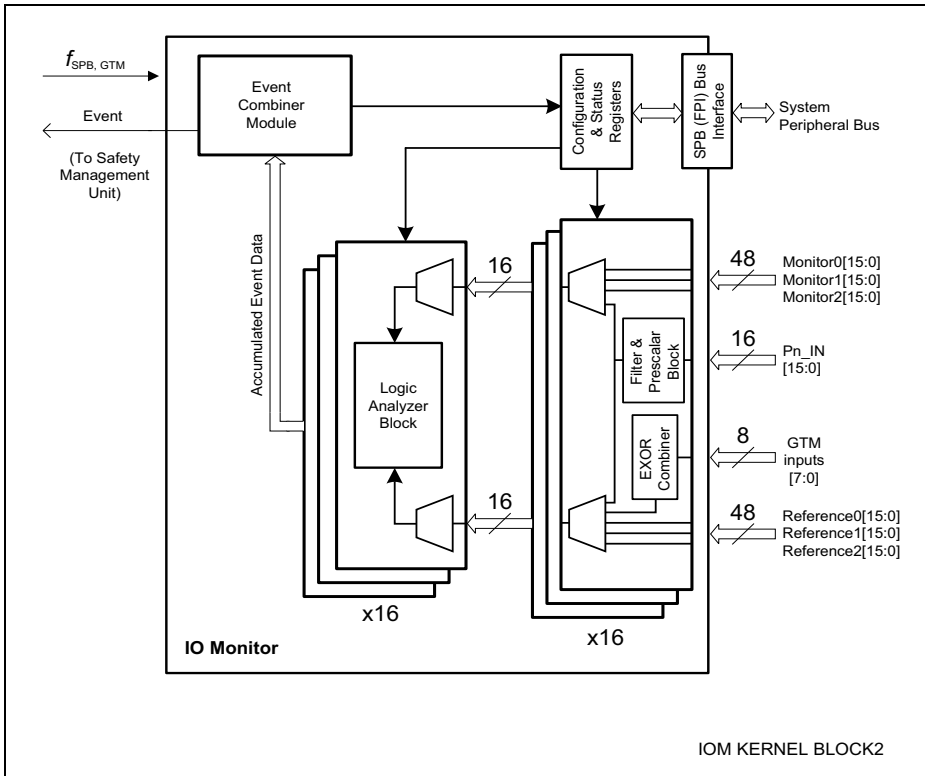 fSPB, GTM
Event
(To Safety
Management
Unit)
Event
Combiner
Module
Configuration
& Status
Registers
SPB (FPI) Bus
Interface
System
Peripheral Bus
Accumulated Event Data
16
Logic
Analyzer
Block
16
x16
Filter &
Prescalar
Block
EXOR
Combiner
x16
48
Monitor0[15:0]
Monitor1[15:0]
Monitor2[15:0]
16
Pn_IN
[15:0]
8
GTM
inputs
[7:0]
48
Reference0[15:0]
Reference1[15:0]
Reference2[15:0]
IO Monitor
IOM KERNEL BLOCK2